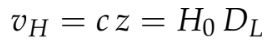 v_H = c z = H_0 D_L